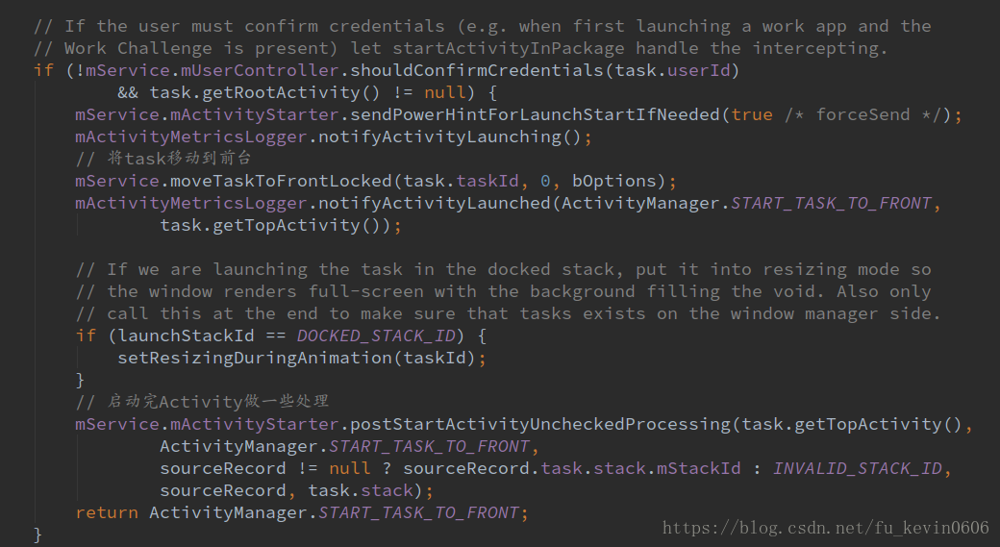 // If the user must confirm credentials (e.g. when first launching a work app and the
// Work Challenge is present) let startActivityInPackage handle the intercepting.
if (!mService.mUserController.shouldConfirmCredentials(task.userId)
&& task.getRootActivity() != null) {
mService.mActivityStarter.sendPowerHintForLaunchStartIfNeeded(true /* forceSend */);
mActivityMetricsLogger.notifyActivityLaunching();
// 将task移动到前台
mService.moveTaskToFrontLocked(task.taskId, 0, bOptions);
mActivityMetricsLogger.notifyActivityLaunched(ActivityManager.START_TASK_TO_FRONT,
task.getTopActivity());
// If we are launching the task in the docked stack, put it into resizing mode so
// the window renders full-screen with the background filling the void. Also only
// call this at the end to make sure that tasks exists on the window manager side.
if (launchStackId == DOCKED_STACK_ID) {
setResizingDuringAnimation(taskId);
}
// 启动完Activity做一些处理
mService.mActivityStarter.postStartActivityUncheckedProcessing(task.getTopActivity(),
ActivityManager.START_TASK_TO_FRONT,
sourceRecord != null ? sourceRecord.task.stack.mStackId : INVALID_STACK_ID,
sourceRecord, task.stack);
return ActivityManager.START_TASK_TO_FRONT;
}
https://blog.csdn.net/fu_kevin0606